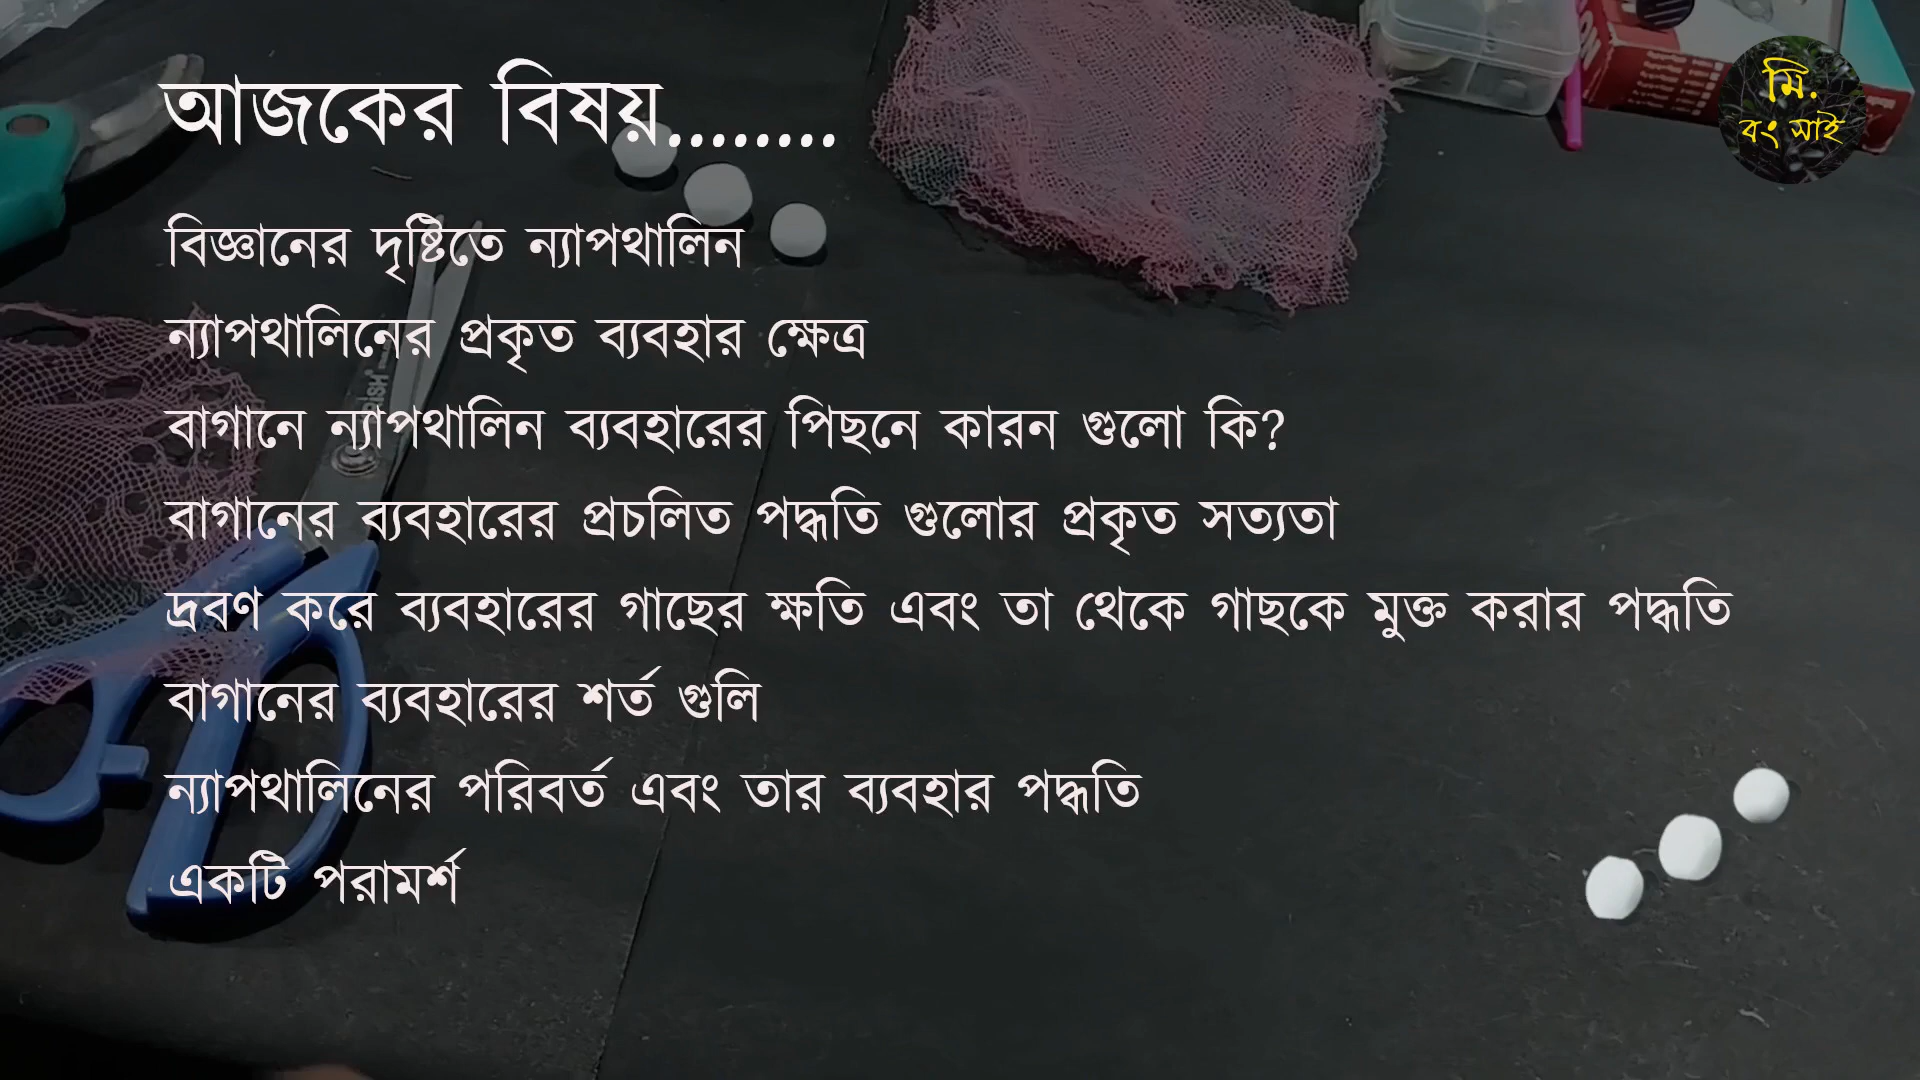 আজকের বিষয়........
মি.
বং সাই
বিজ্ঞানের দৃষ্টিতে ন্যাপথালিন
ন্যাপথালিনের প্রকৃত ব্যবহার ক্ষেত্র
বাগানে ন্যাপথালিন ব্যবহারের পিছনে কারন গুলো কি?
বাগানের ব্যবহারের প্রচলিত পদ্ধতি গুলোর প্রকৃত সত্যতা
দ্রবণ করে ব্যবহারের গাছের ক্ষতি এবং তা থেকে গাছকে মুক্ত করার পদ্ধতি
বাগানের ব্যবহারের শর্ত গুলি
ন্যাপথালিনের পরিবর্ত এবং তার ব্যবহার পদ্ধতি
একটি পরামর্শ